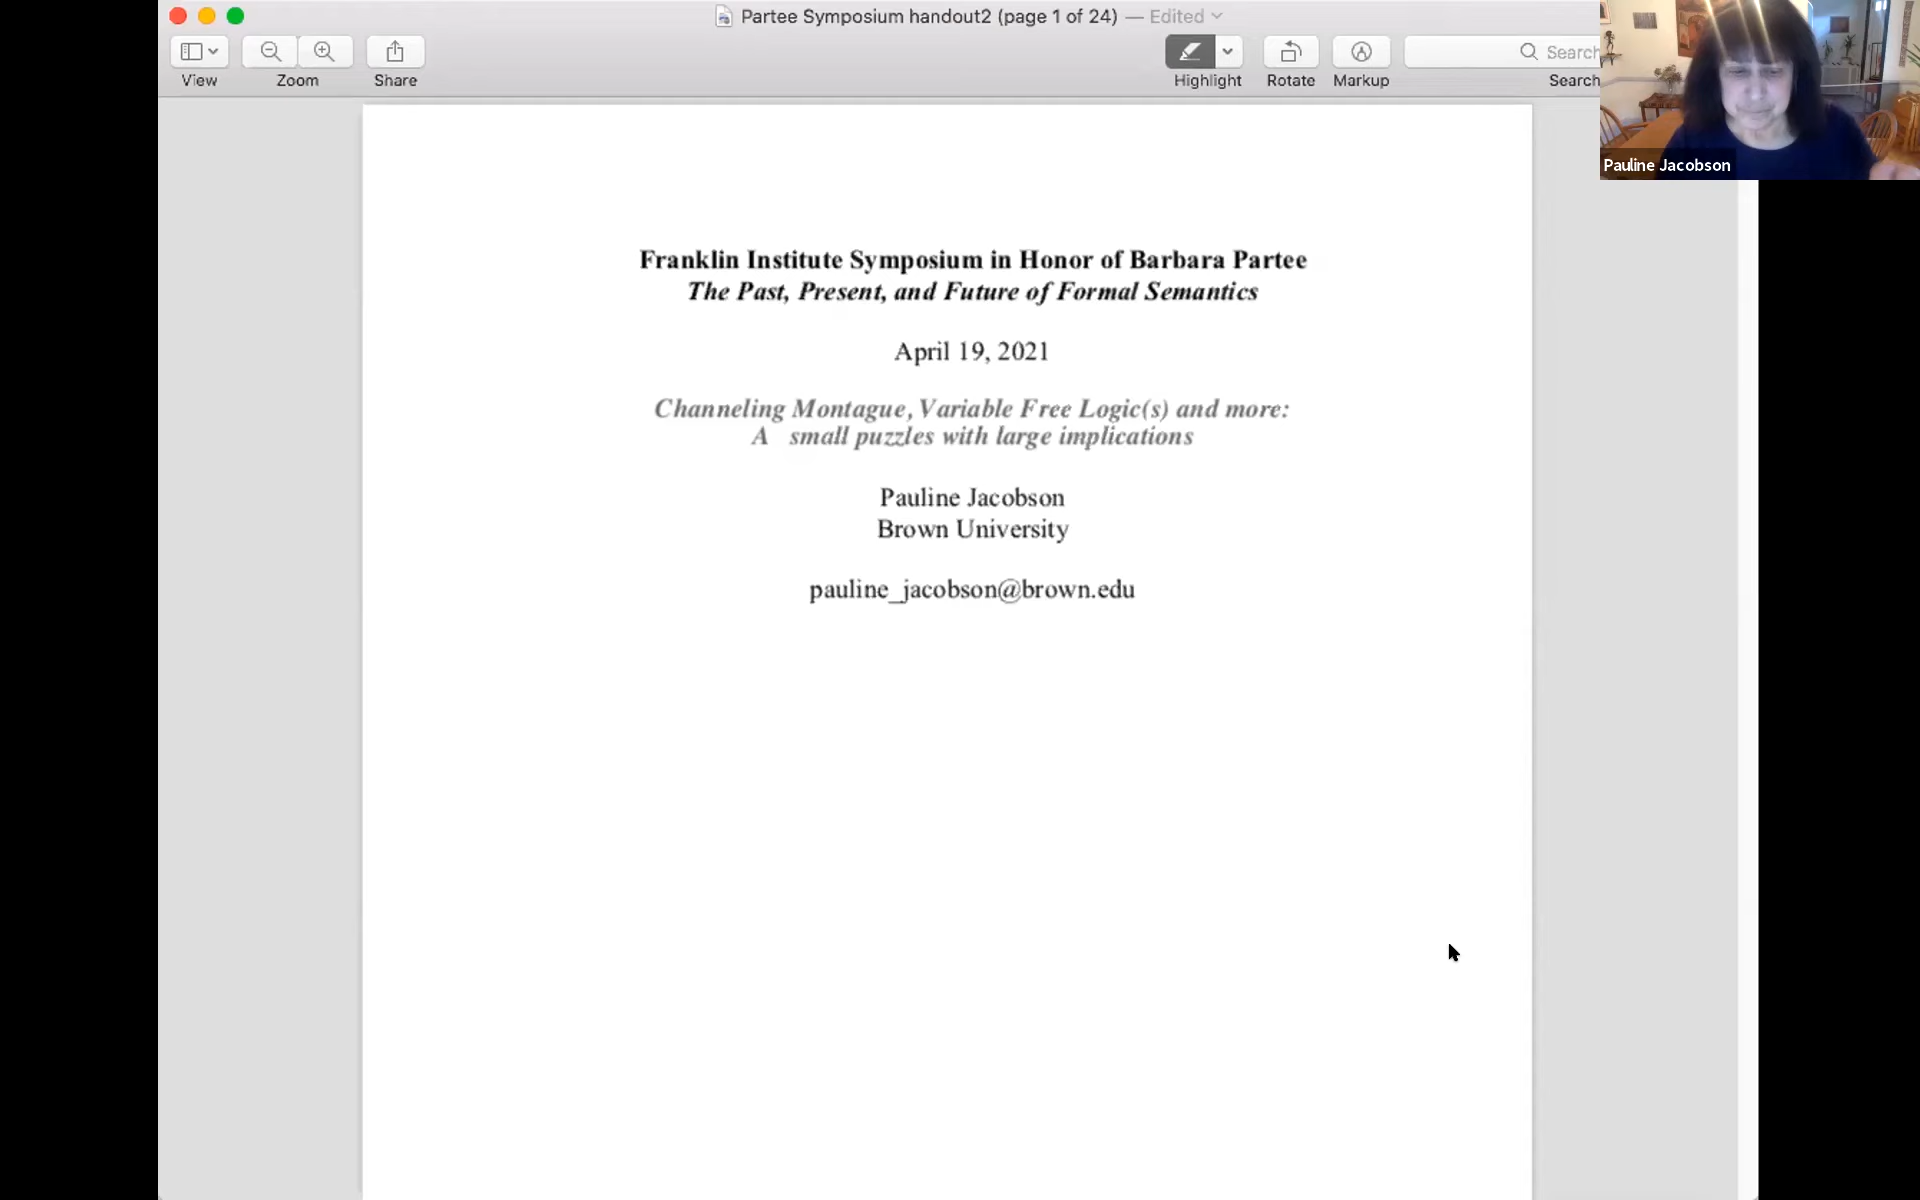 Partee Symposium handout2 (page 1 of 24) — Edited
View
Zoom
Share
Highlight
Rotate
Markup
Search
Search
Pauline Jacobson
Franklin Institute Symposium in Honor of Barbara Partee
The Past, Present, and Future of Formal Semantics
April 19, 2021
Channeling Montague, Variable Free Logic(s) and more:
A small puzzles with large implications
Pauline Jacobson
Brown University
pauline_jacobson@brown.edu